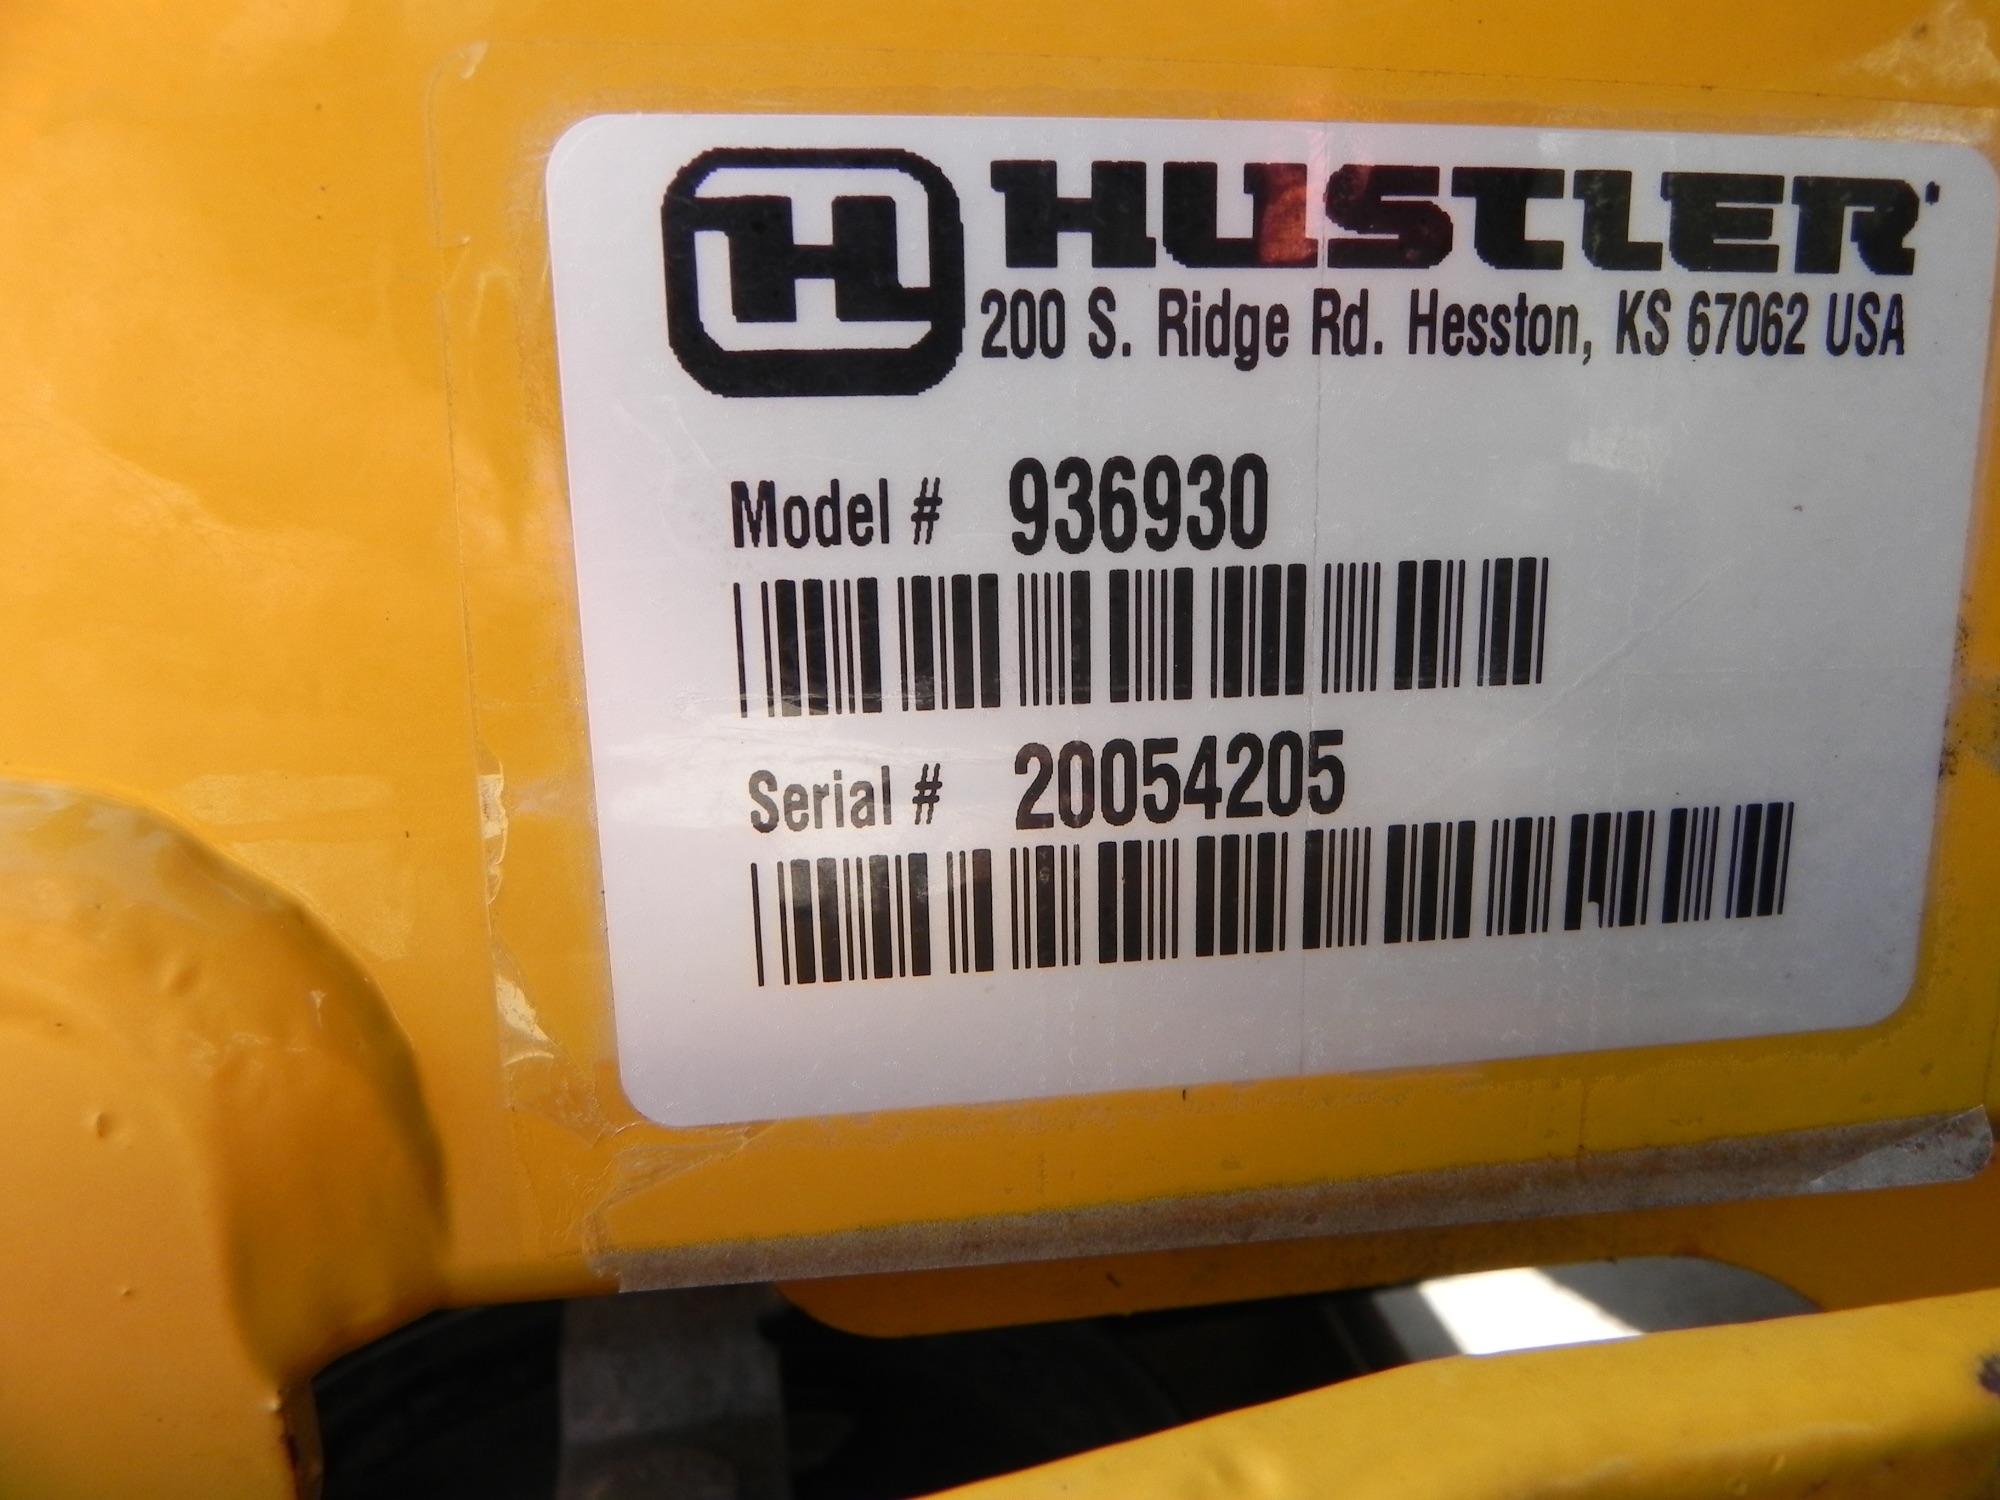 H HUSTLER
200 S. Ridge Rd. Hesston, KS 67062 USA
Model # 936930
Serial # 20054205